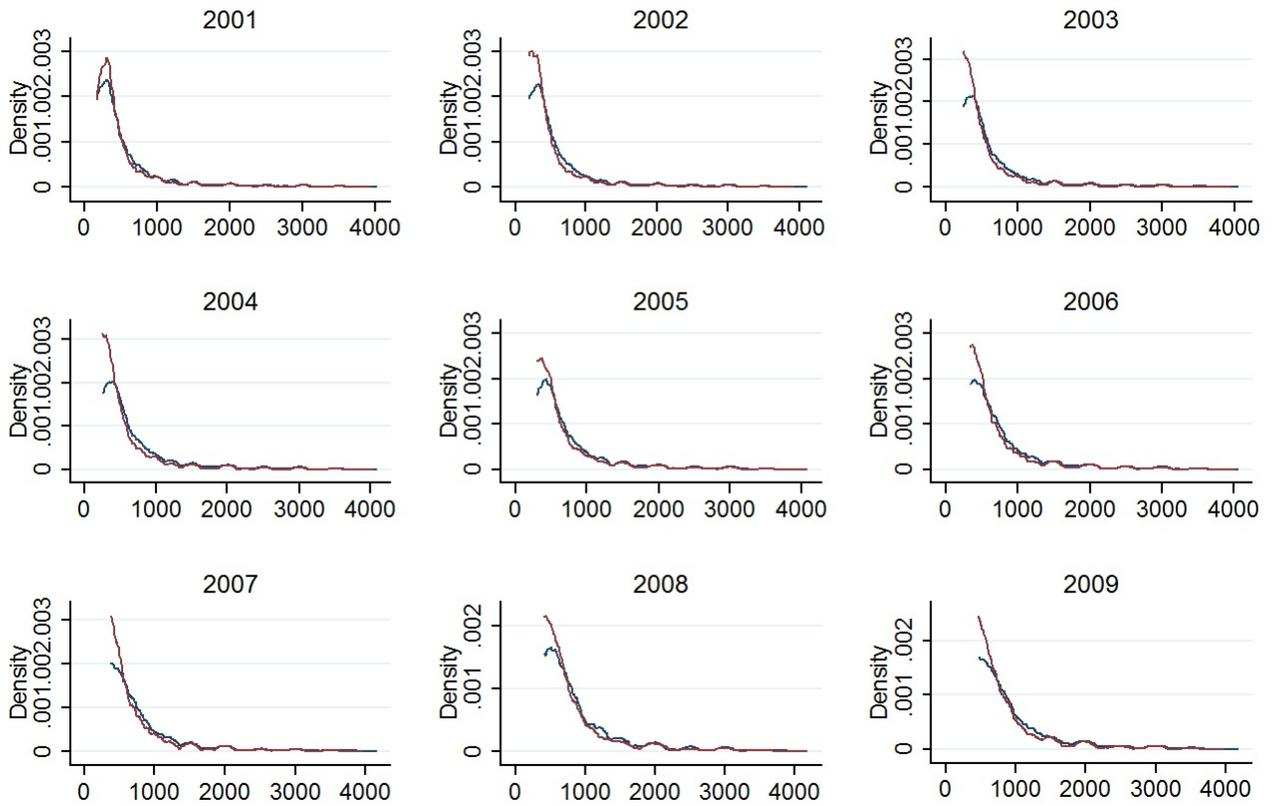 2001 2002 2003
Density Density Density
0 .001 .002 .003 0 .001 .002 .003 0 .001 .002 .003
0 1000 2000 3000 4000 0 1000 2000 3000 4000 0 1000 2000 3000 4000
2004 2005 2006
Density Density Density
0 .001 .002 .003 0 .001 .002 .003 0 .001 .002 .003
0 1000 2000 3000 4000 0 1000 2000 3000 4000 0 1000 2000 3000 4000
2007 2008 2009
Density Density Density
0 .001 .002 .003 0 .001 .002 0 .001 .002
0 1000 2000 3000 4000 0 1000 2000 3000 4000 0 1000 2000 3000 4000